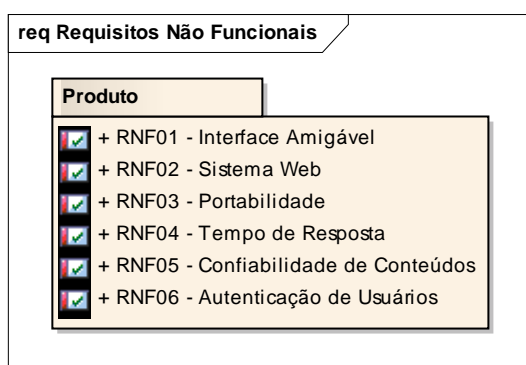 req Requisitos Não Funcionais
Produto
+ RNF01 - Interface Amigável
+ RNF02 - Sistema Web
+ RNF03 - Portabilidade
+ RNF04 - Tempo de Resposta
+ RNF05 - Confiabilidade de Conteúdos
+ RNF06 - Autenticação de Usuários